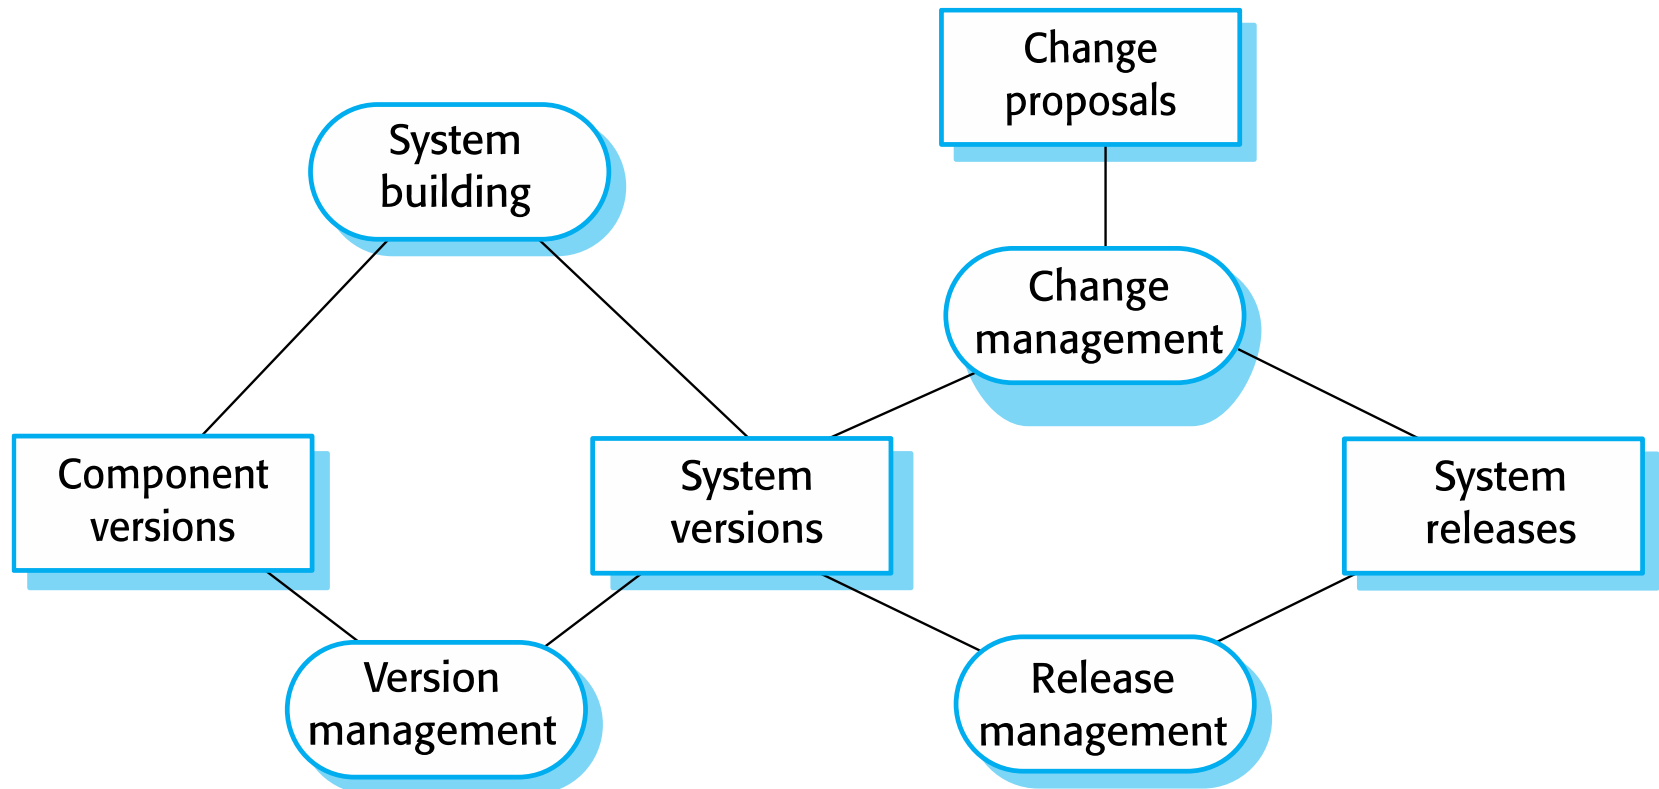 Change
proposals
System
building
Change
management
Component
versions
System
versions
System
releases
Version
management
Release
management